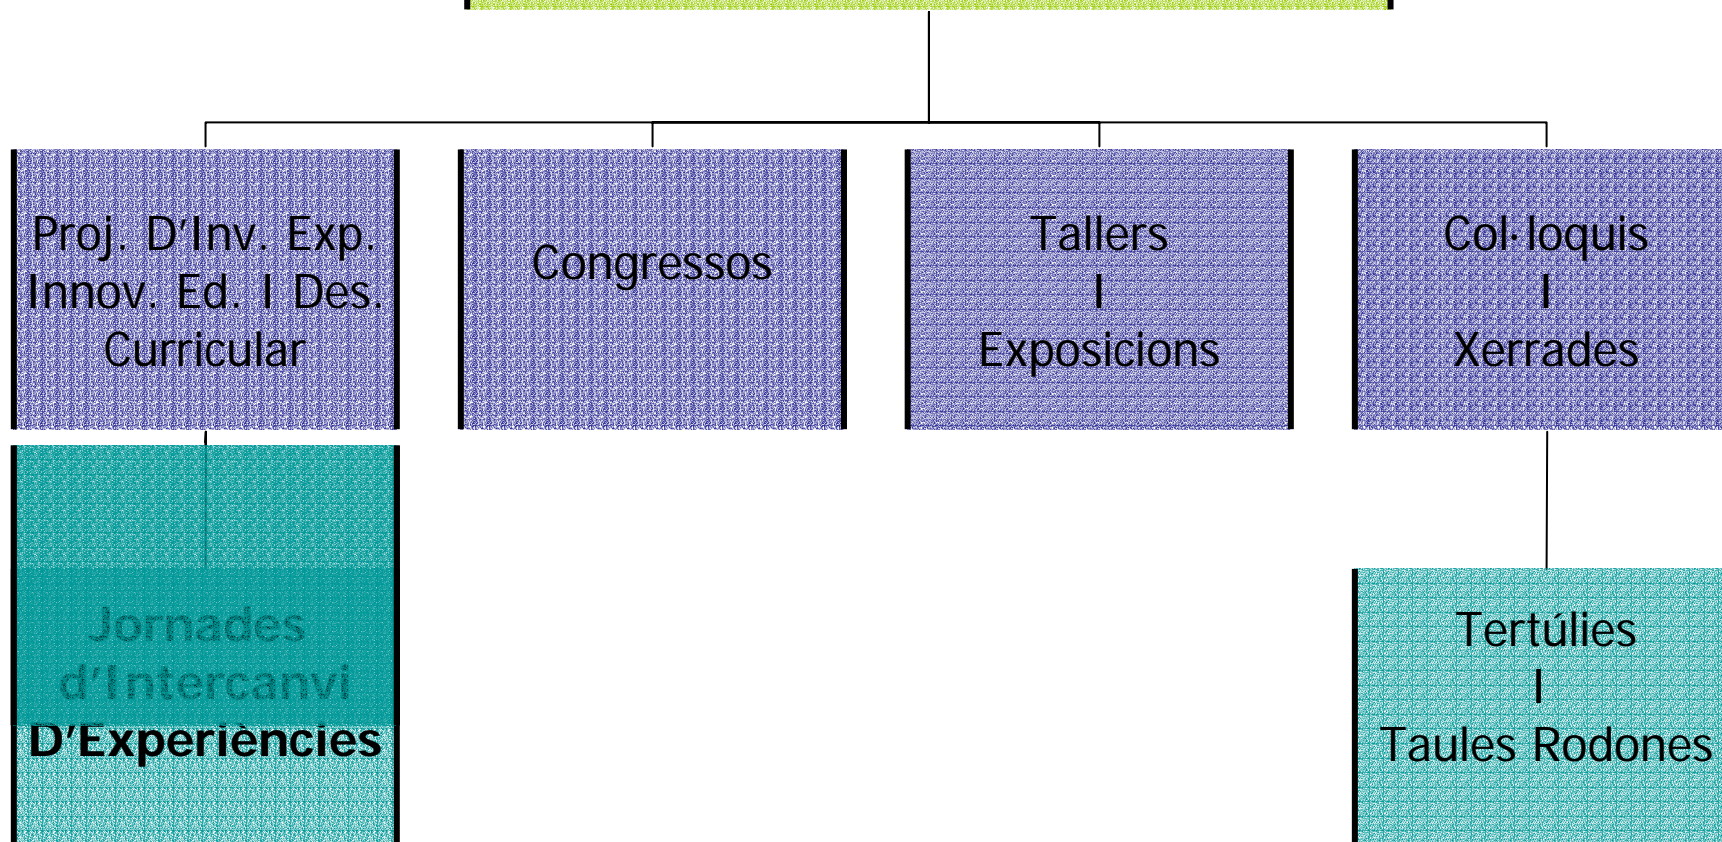 Proj. D'Inv. Exp.
Innov. Ed. I Des.
Curricular
Congressos
Tallers
I
Exposicions
Col·loquis
I
Xerrades
Jornades
d'Intercanvi
D'Experiències
Tertúlies
I
Taules Rodones